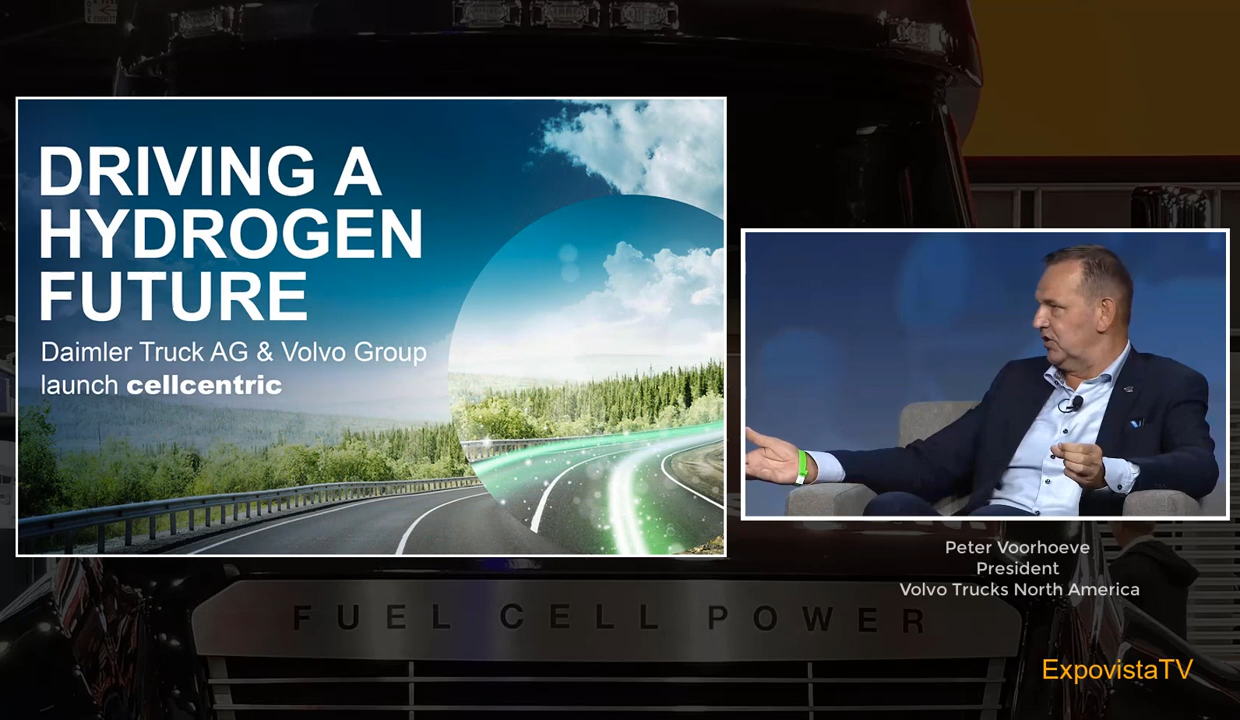 DRIVING A
HYDROGEN
FUTURE
Daimler Truck AG & Volvo Group
launch cellcentric
Peter Voorhoeve
President
Volvo Trucks North America
FUEL CELL POWER
ExpovistaTV